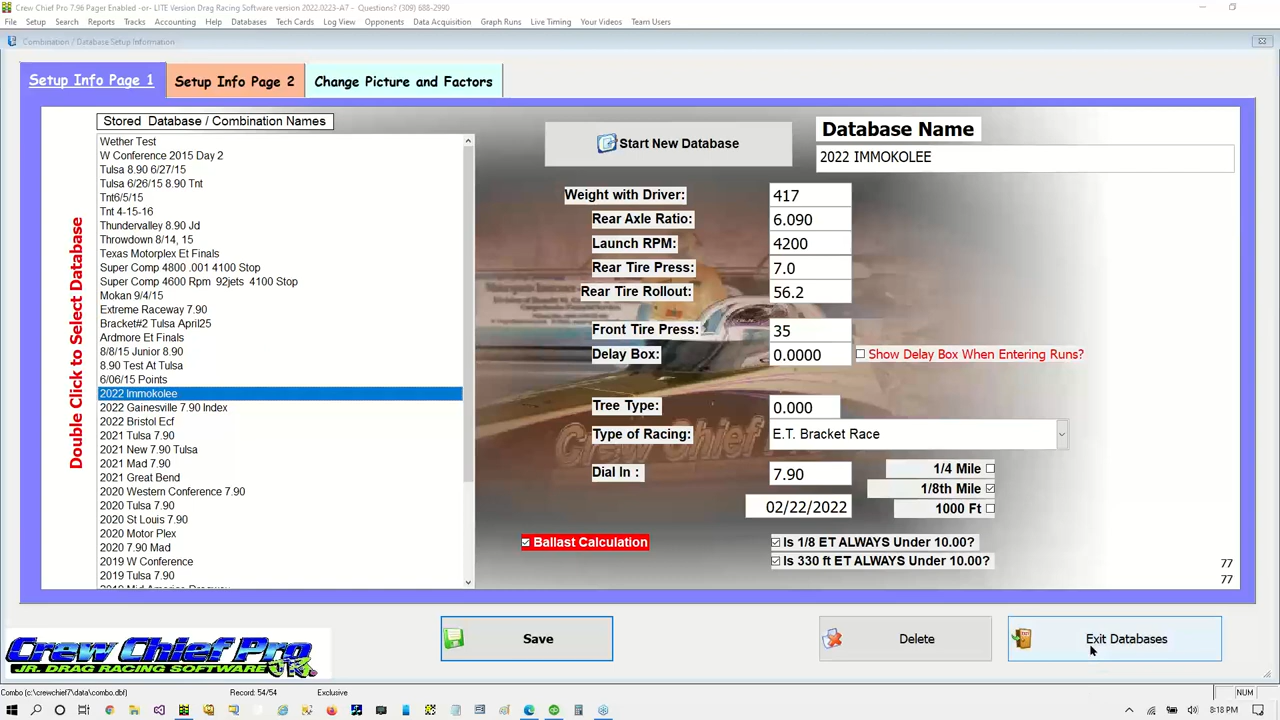 Crew Chief 7.96 Pager Enabled -or- LITE Version Drag Racing Software version 2022.0223-A7 - Questions? (309) 688-2990
File Setup Search Reports Tracks Accounting Help Databases Tech Cards Log View Opponents Data Acquisition Graph Runs Live Timing Your Videos Team Users
Combination / Database Setup Information
Setup Info Page 1
Setup Info Page 2
Change Picture and Factors
Stored Database / Combination Names
Double Click to Select Database
Wether Test
W Conference 2015 Day 2
Tulsa 8.90 6/27/15
Tulsa 6/26/15 8.90 Tnt
Tnt6/5/15
Tnt 4-15-16
Thundervalley 8.90 Jd
Throwdown 8/14, 15
Texas Motorplex Et Finals
Super Comp 4800 .001 4100 Stop
Super Comp 4600 Rpm 92jets 4100 Stop
Mokan 9/4/15
Extreme Raceway 7.90
Bracket#2 Tulsa April25
Ardmore Et Finals
8/8/15 Junior 8.90
8.90 Test At Tulsa
6/06/15 Points
2022 Immokolee
2022 Gainesville 7.90 Index
2022 Bristol Ecf
2021 Tulsa 7.90
2021 New 7.90 Tulsa
2021 Mad 7.90
2021 Great Bend
2020 Western Conference 7.90
2020 Tulsa 7.90
2020 St Louis 7.90
2020 Motor Plex
2020 7.90 Mad
2019 W Conference
2019 Tulsa 7.90
Start New Database
Database Name
2022 IMMOKOLEE
Weight with Driver: 417
Rear Axle Ratio: 6.090
Launch RPM: 4200
Rear Tire Press: 7.0
Rear Tire Rollout: 56.2
Front Tire Press: 35
Delay Box: 0.0000 Show Delay Box When Entering Runs?
Tree Type: 0.000
Type of Racing: E.T. Bracket Race
Dial In : 7.90
1/4 Mile
1/8th Mile
02/22/2022
1000 Ft
Ballast Calculation
Is 1/8 ET ALWAYS Under 10.00?
Is 330 ft ET ALWAYS Under 10.00?
77
77
Crew Chief Pro
JR. DRAG RACING SOFTWARE
Save
Delete
Exit Databases
Combo (c:\crewchief7\data\combo.dbf) Record: 54/54 Exclusive NUM
8:18 PM